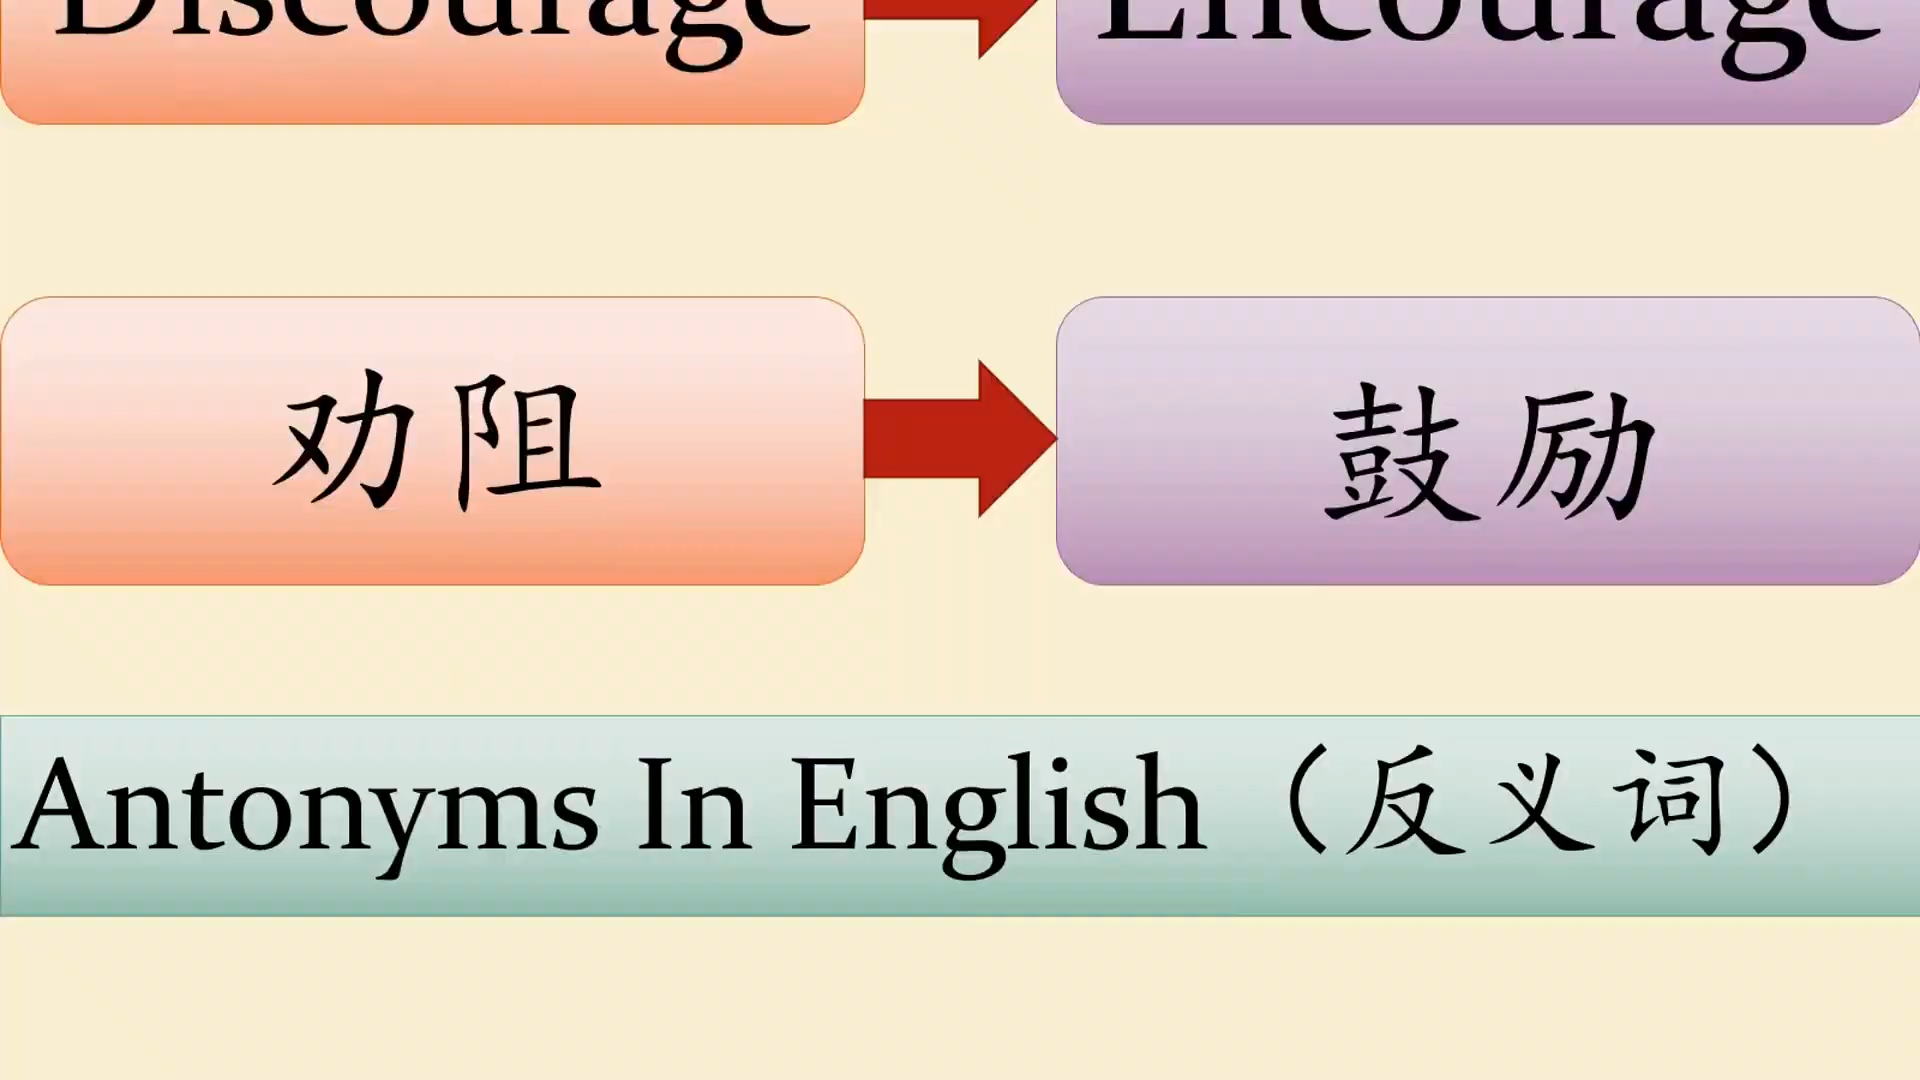 Discourage Encourage
劝阻 鼓励
Antonyms In English（反义词）